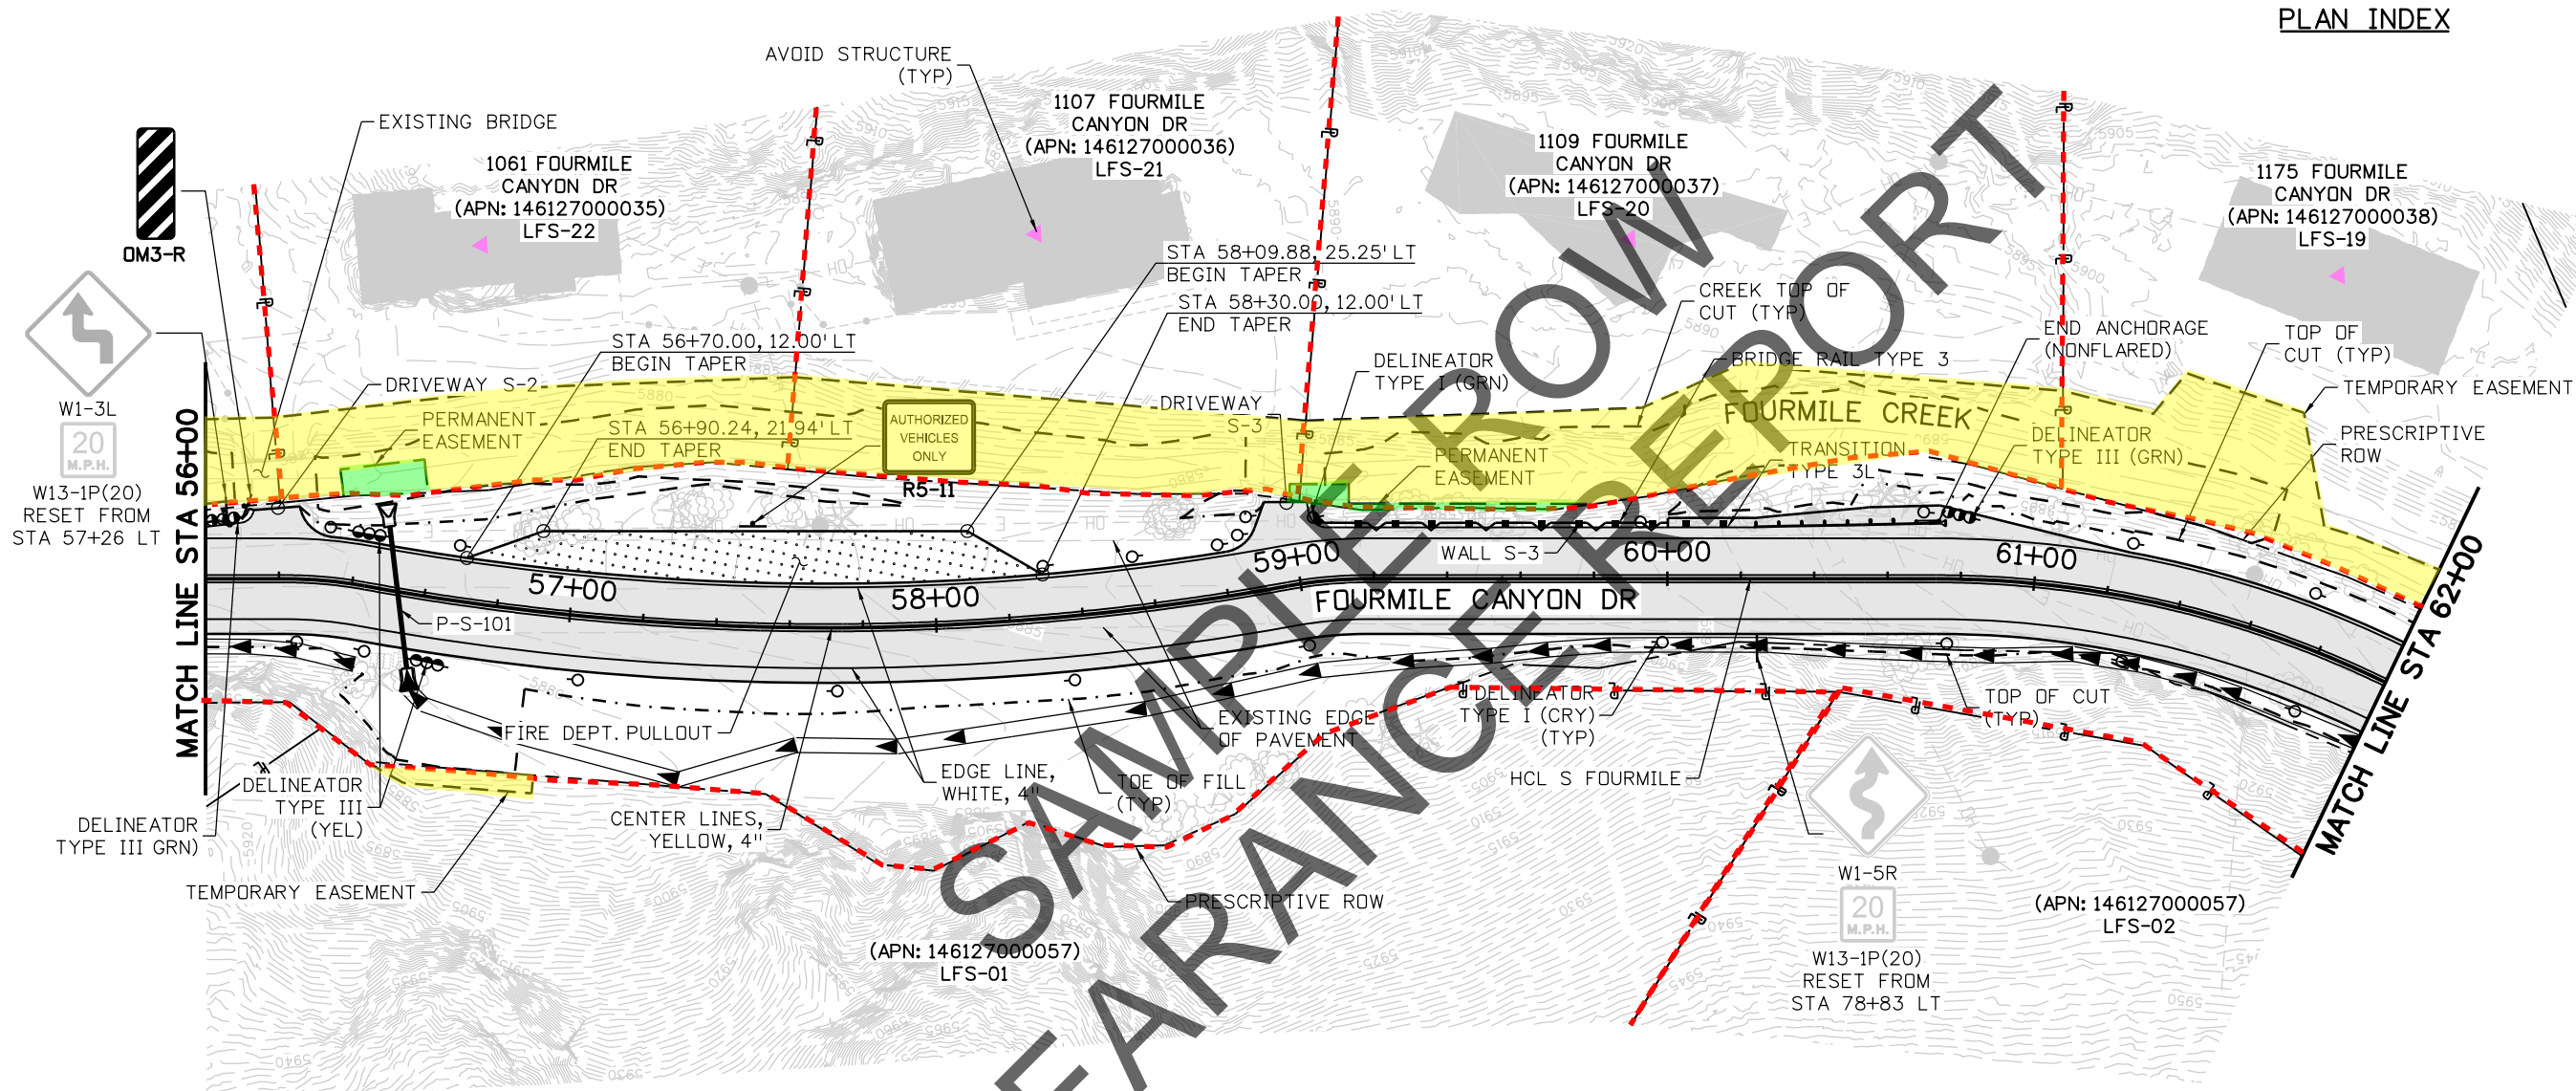 PLAN INDEX
AVOID STRUCTURE
(TYP)
EXISTING BRIDGE
1061 FOURMILE
CANYON DR
(APN: 146127000035)
LFS-22
1107 FOURMILE
CANYON DR
(APN: 146127000036)
LFS-21
1109 FOURMILE
CANYON DR
(APN: 146127000037)
LFS-20
1175 FOURMILE
CANYON DR
(APN: 146127000038)
LFS-19
OM3-R
W1-3L
20
M.P.H.
W13-1P(20)
RESET FROM
STA 57+26 LT
MATCH LINE STA 56+00
STA 58+09.88, 25.25' LT
BEGIN TAPER
STA 58+30.00, 12.00' LT
END TAPER
STA 56+70.00, 12.00' LT
BEGIN TAPER
STA 56+90.24, 21.94' LT
END TAPER
DRIVEWAY S-2
PERMANENT
EASEMENT
AUTHORIZED
VEHICLES
ONLY
R5-11
DRIVEWAY
S-3
DELINEATOR
TYPE I (GRN)
CREEK TOP OF
CUT (TYP)
BRIDGE RAIL TYPE 3
END ANCHORAGE
(NONFLARED)
TOP OF
CUT (TYP)
TEMPORARY EASEMENT
FOURMILE CREEK
PERMANENT
EASEMENT
TRANSITION
TYPE 3L
DELINEATOR
TYPE III (GRN)
PRESCRIPTIVE
ROW
WALL S-3
57+00
58+00
59+00
60+00
61+00
FOURMILE CANYON DR
MATCH LINE STA 62+00
P-S-101
FIRE DEPT. PULLOUT
DELINEATOR
TYPE III
(YEL)
DELINEATOR
TYPE III GRN)
TEMPORARY EASEMENT
CENTER LINES,
YELLOW, 4"
EDGE LINE,
WHITE, 4"
TOE OF FILL
(TYP)
EXISTING EDGE
OF PAVEMENT
DELINEATOR
TYPE I (CRY)
(TYP)
HCL S FOURMILE
TOP OF CUT
(TYP)
PRESCRIPTIVE ROW
(APN: 146127000057)
LFS-01
W1-5R
20
M.P.H.
W13-1P(20)
RESET FROM
STA 78+83 LT
(APN: 146127000057)
LFS-02
SAMPLE ROW
EARANCE REPORT